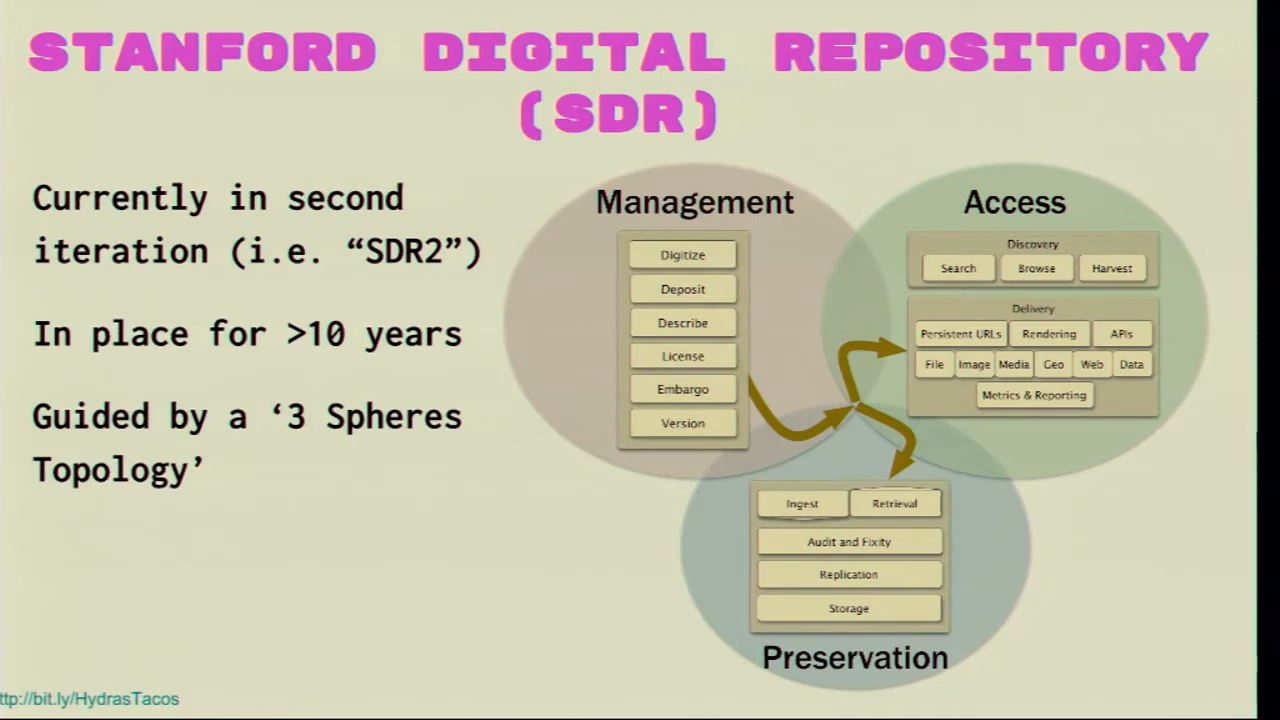 STANFORD DIGITAL REPOSITORY
(SDR)
Currently in second
iteration (i.e. “SDR2”)
In place for >10 years
Guided by a ‘3 Spheres
Topology’
Management
Digitize
Deposit
Describe
License
Embargo
Version
Access
Discovery
Search Browse Harvest
Delivery
Persistent URLs Rendering APIs
File Image Media Geo Web Data
Metrics & Reporting
Ingest Retrieval
Audit and Fixity
Replication
Storage
Preservation
ttp://bit.ly/HydrasTacos